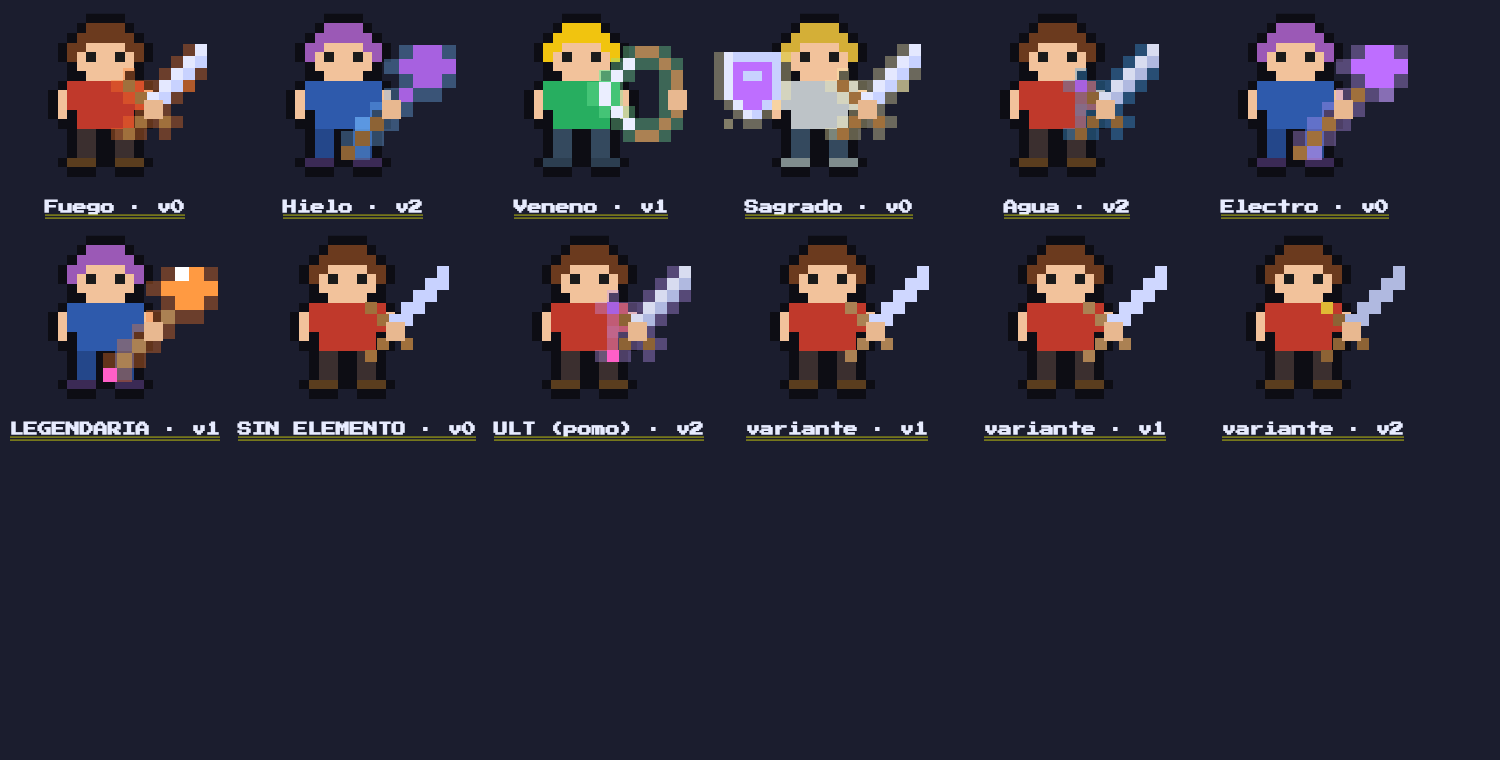 Fuego · v0
Hielo · v2
Veneno · v1
Sagrado · v0
Agua · v2
Electro · v0
LEGENDARIA · v1
SIN ELEMENTO · v0
ULT (pomo) · v2
variante · v1
variante · v1
variante · v2